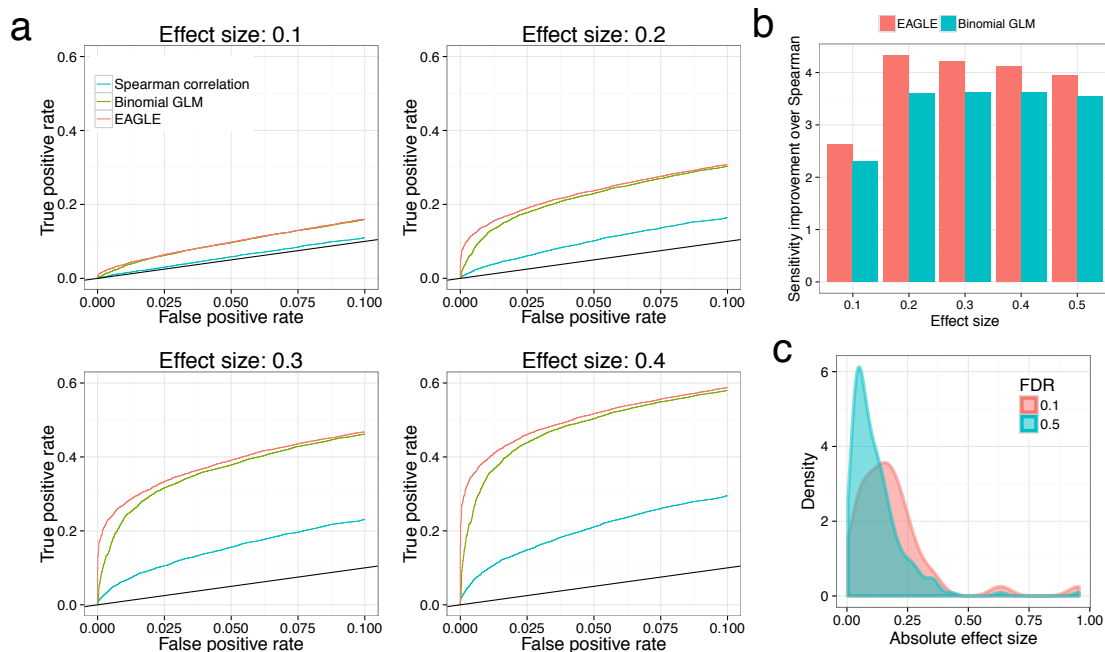 a
Effect size: 0.1
True positive rate
0.6
0.4
0.2
0.0
Spearman correlation
Binomial GLM
EAGLE
0.000 0.025 0.050 0.075 0.100
False positive rate
Effect size: 0.2
True positive rate
0.6
0.4
0.2
0.0
0.000 0.025 0.050 0.075 0.100
False positive rate
Effect size: 0.3
True positive rate
0.6
0.4
0.2
0.0
0.000 0.025 0.050 0.075 0.100
False positive rate
Effect size: 0.4
True positive rate
0.6
0.4
0.2
0.0
0.000 0.025 0.050 0.075 0.100
False positive rate
b
EAGLE Binomial GLM
Sensitivity improvement over Spearman
4
3
2
1
0
0.1 0.2 0.3 0.4 0.5
Effect size
c
FDR
0.1
0.5
Density
6
4
2
0
0.00 0.25 0.50 0.75 1.00
Absolute effect size